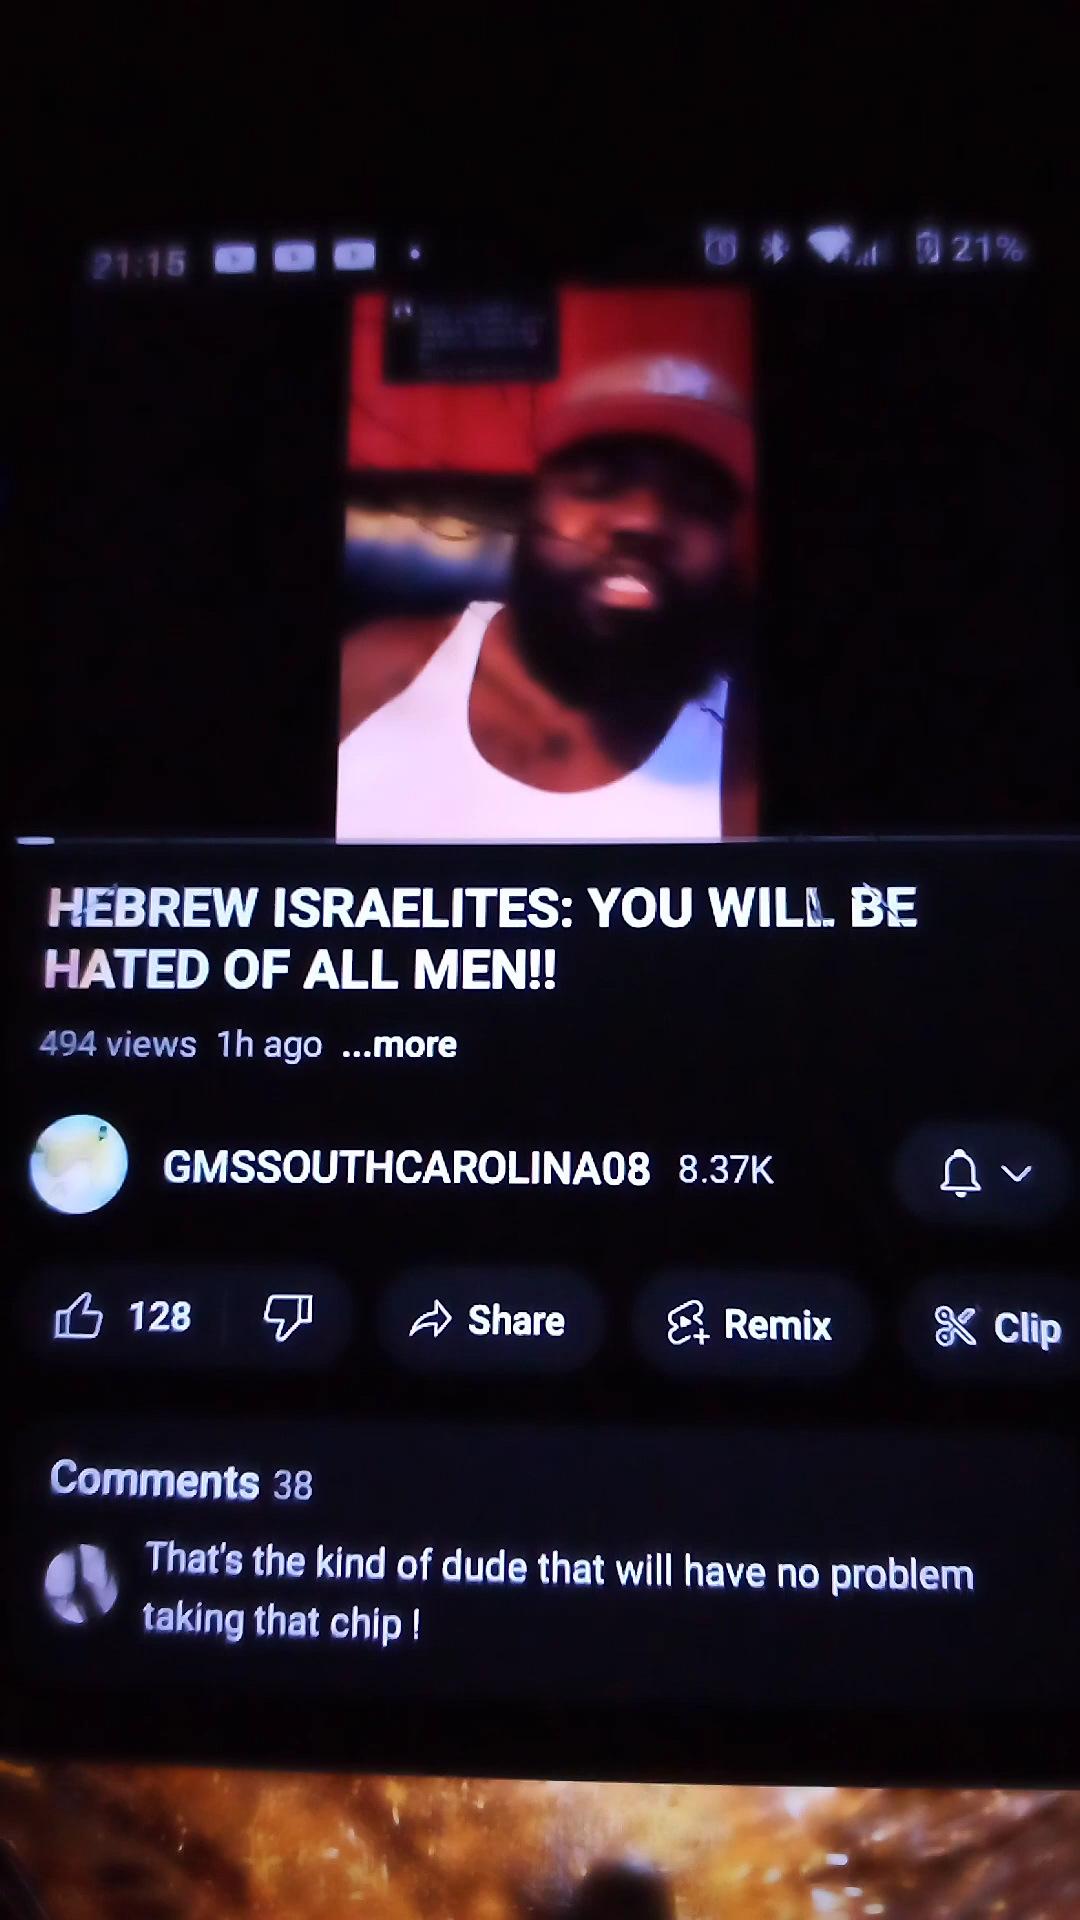 21:15 21%
HEBREW ISRAELITES: YOU WILL BE
HATED OF ALL MEN!!
494 views 1h ago ...more
GMSSOUTHCAROLINA08 8.37K
128 Share Remix Clip
Comments 38
That's the kind of dude that will have no problem
taking that chip !